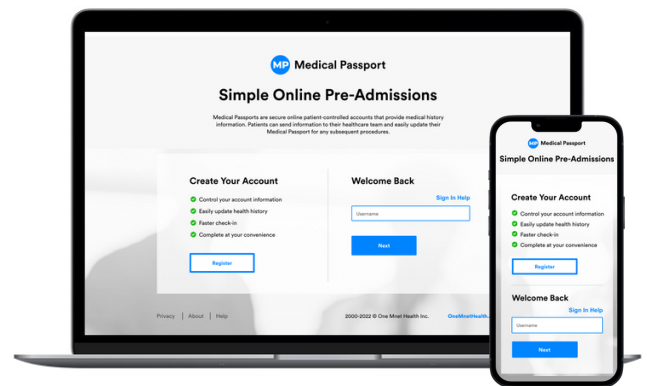 MP Medical Passport
Simple Online Pre-Admissions
Medical Passports are secure online patient-controlled accounts that provide medical history
information. Patients can send information to their healthcare team and easily update their
Medical Passport for any subsequent procedures.
Create Your Account
Control your account information
Easily update health history
Faster check-in
Complete at your convenience
Register
Welcome Back
Sign In Help
Username
Next
Privacy | About | Help
2000-2022 © One Mnet Health Inc.
OneMnetHealth.
MP Medical Passport
Simple Online Pre-Admissions
Create Your Account
Control your account information
Easily update health history
Faster check-in
Complete at your convenience
Register
Welcome Back
Sign In Help
Username
Next